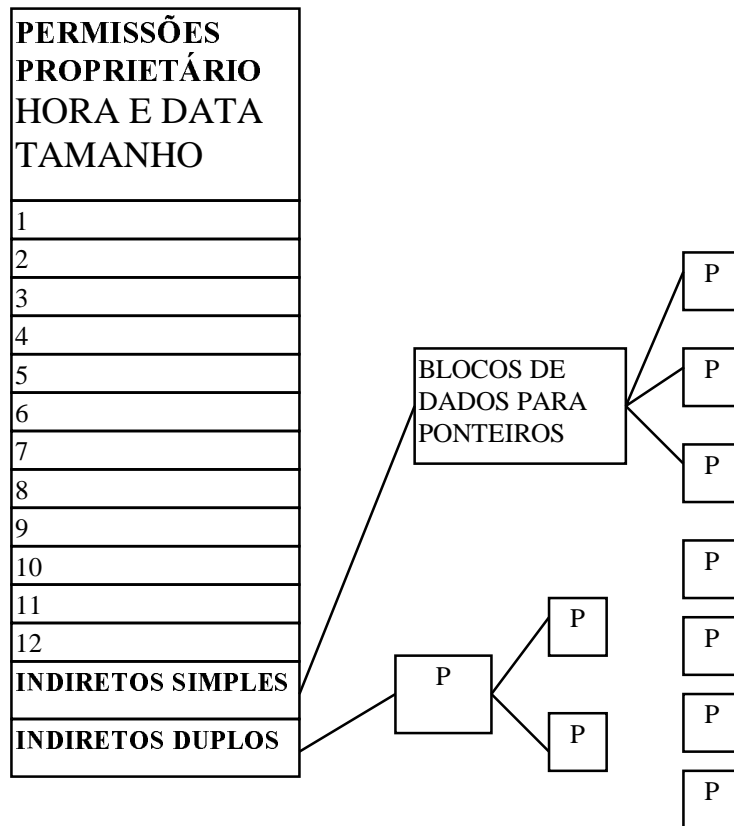 PERMISSÕES
PROPRIETÁRIO
HORA E DATA
TAMANHO
1
2
3
4
5
6
7
8
9
10
11
12
INDIRETOS SIMPLES
INDIRETOS DUPLOS
BLOCOS DE
DADOS PARA
PONTEIROS
P
P
P
P
P
P
P
P
P
P